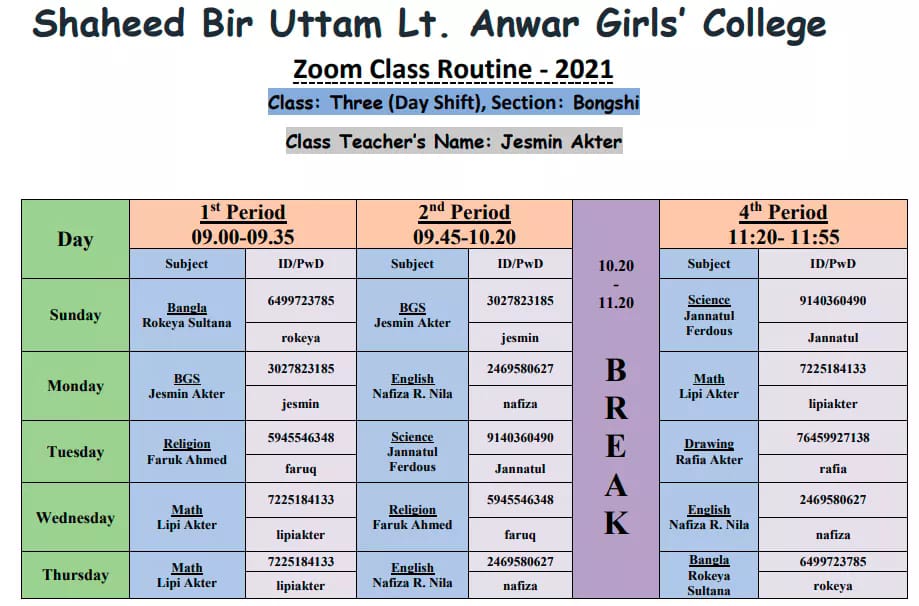 Shaheed Bir Uttam Lt. Anwar Girls' College
Zoom Class Routine - 2021
Class: Three (Day Shift), Section: Bongshi
Class Teacher's Name: Jesmin Akter
Day
1st Period
09.00-09.35
2nd Period
09.45-10.20
10.20
-
11.20
4th Period
11:20- 11:55
Subject
ID/PwD
Subject
ID/PwD
Subject
ID/PwD
Sunday
Bangla
Rokeya Sultana
6499723785
rokeya
BGS
Jesmin Akter
3027823185
jesmin
Science
Jannatul
Ferdous
9140360490
Jannatul
Monday
BGS
Jesmin Akter
3027823185
jesmin
English
Nafiza R. Nila
2469580627
nafiza
Math
Lipi Akter
7225184133
lipiakter
Tuesday
Religion
Faruk Ahmed
5945546348
faruq
Science
Jannatul
Ferdous
9140360490
Jannatul
Drawing
Rafia Akter
76459927138
rafia
Wednesday
Math
Lipi Akter
7225184133
lipiakter
Religion
Faruk Ahmed
5945546348
faruq
English
Nafiza R. Nila
2469580627
nafiza
Thursday
Math
Lipi Akter
7225184133
lipiakter
English
Nafiza R. Nila
2469580627
nafiza
Bangla
Rokeya
Sultana
6499723785
rokeya
B
R
E
A
K